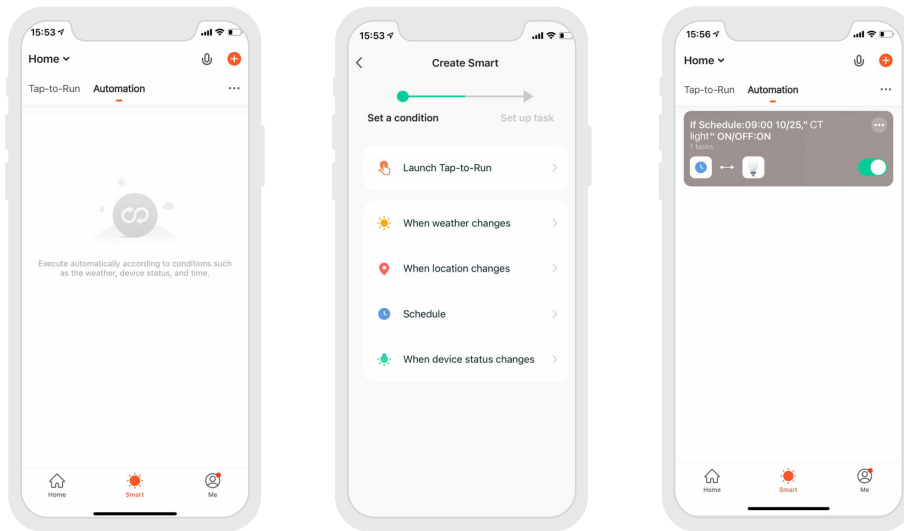 15:53
Home
Tap-to-Run Automation
Execute automatically according to conditions such
as the weather, device status, and time.
Home Smart Me
15:53
Create Smart
Set a condition Set up task
Launch Tap-to-Run
When weather changes
When location changes
Schedule
When device status changes
15:56
Home
Tap-to-Run Automation
If Schedule:09:00 10/25," CT
light" ON/OFF:ON
1 tasks
Home Smart Me